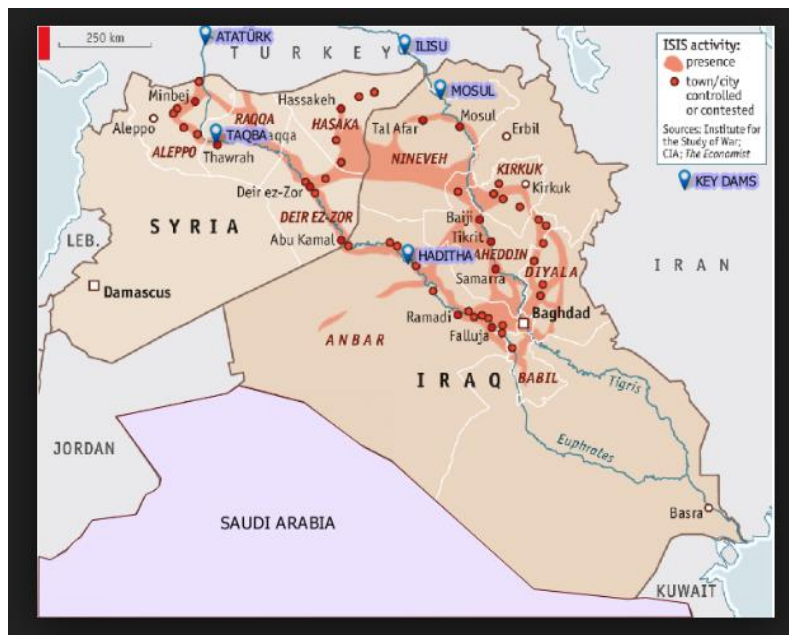 250 km
ATATÜRK
ILISU
TURKEY
ISIS activity:
presence
town/city
controlled
or contested
Sources: Institute for
the Study of War;
CIA; The Economist
KEY DAMS
MOSUL
Minbej
Hassakeh
RAQQA
Aleppo
TAQBA
aqqa
HASAKA
Tal Afar
Mosul
Erbil
ALEPPO
Thawrah
NINEVEH
KIRKUK
Kirkuk
Deir ez-Zor
DEIR EZ-ZOR
SYRIA
Baiji
Tikrit
LEB.
Abu Kamal
HADITHA
AHEDDIN
DIYALA
IRAN
Samarra
Damascus
Ramadi
Baghdad
ANBAR
Falluja
IRAQ
BABIL
Tigris
JORDAN
Euphrates
SAUDI ARABIA
Basra
KUWAIT